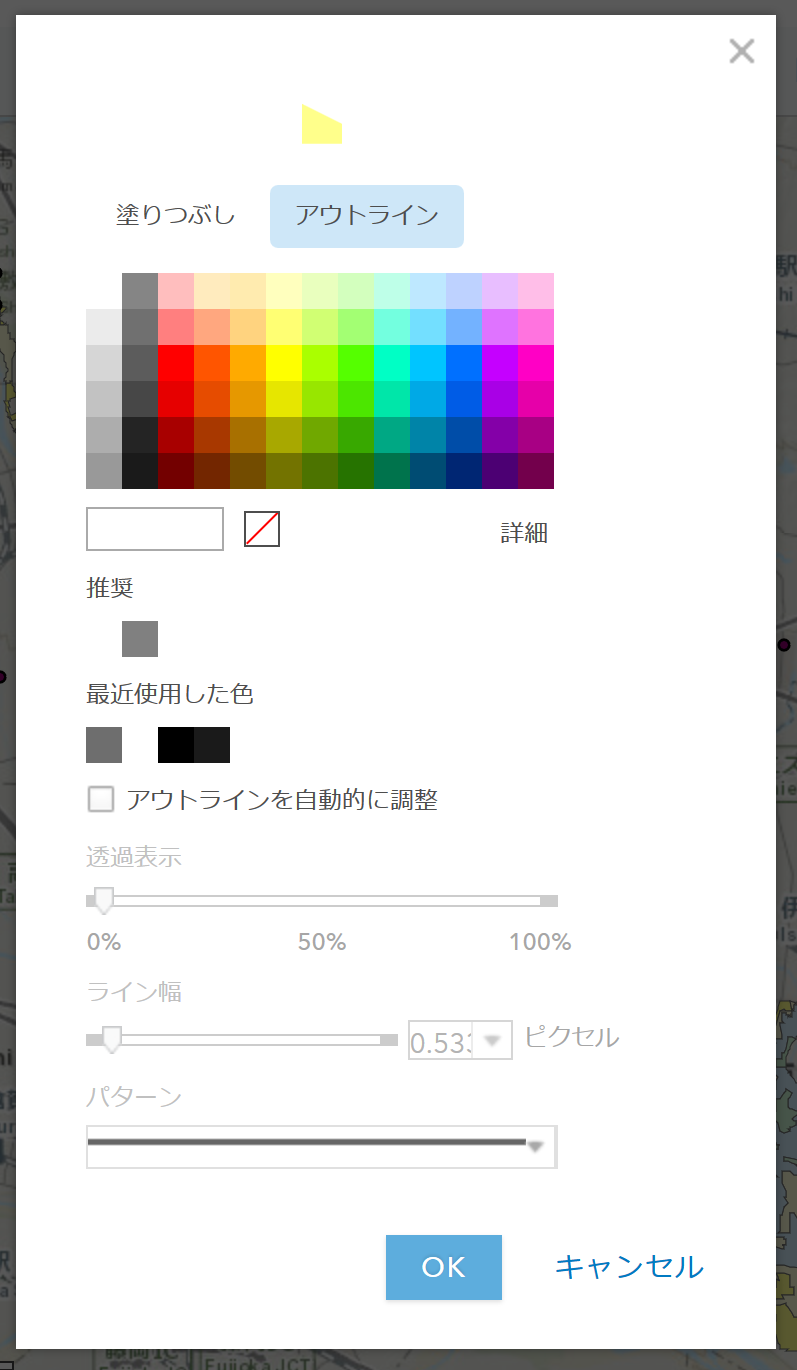 塗りつぶし アウトライン
詳細
推奨
最近使用した色
アウトラインを自動的に調整
透過表示
0% 50% 100%
ライン幅
0.533 ピクセル
パターン
OK キャンセル
Fujioka JCT